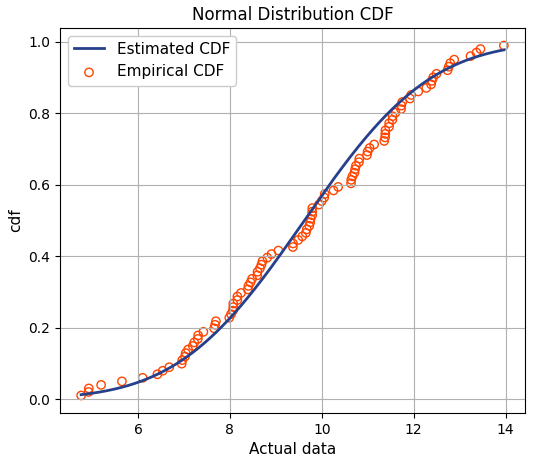 Normal Distribution CDF
Estimated CDF
Empirical CDF
1.0
0.8
0.6
0.4
0.2
0.0
cdf
6 8 10 12 14
Actual data